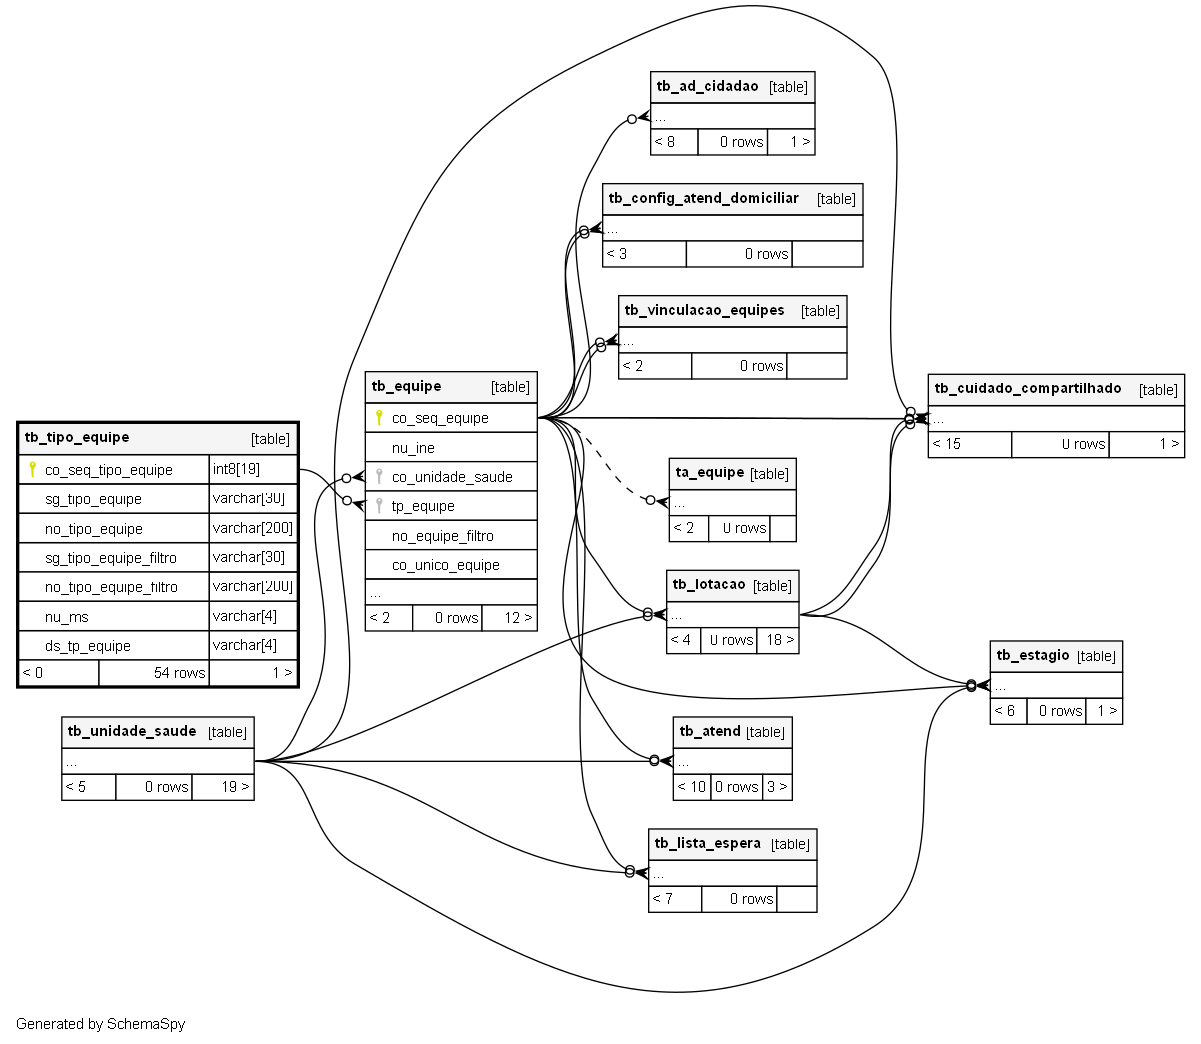 tb_ad_cidadao [table]
...
< 8 0 rows 1 >
tb_config_atend_domiciliar [table]
...
< 3 0 rows
tb_vinculacao_equipes [table]
...
< 2 0 rows
tb_equipe [table]
co_seq_equipe
nu_ine
co_unidade_saude
tp_equipe
no_equipe_filtro
co_unico_equipe
...
< 2 0 rows 12 >
tb_cuidado_compartilhado [table]
...
< 15 0 rows 1 >
tb_tipo_equipe [table]
co_seq_tipo_equipe int8[19]
sg_tipo_equipe varchar[30]
no_tipo_equipe varchar[200]
sg_tipo_equipe_filtro varchar[30]
no_tipo_equipe_filtro varchar[200]
nu_ms varchar[4]
ds_tp_equipe varchar[4]
< 0 54 rows 1 >
ta_equipe [table]
...
< 2 0 rows
tb_lotacao [table]
...
< 4 0 rows 18 >
tb_estagio [table]
...
< 6 0 rows 1 >
tb_unidade_saude [table]
...
< 5 0 rows 19 >
tb_atend [table]
...
< 10 0 rows 3 >
tb_lista_espera [table]
...
< 7 0 rows
Generated by SchemaSpy